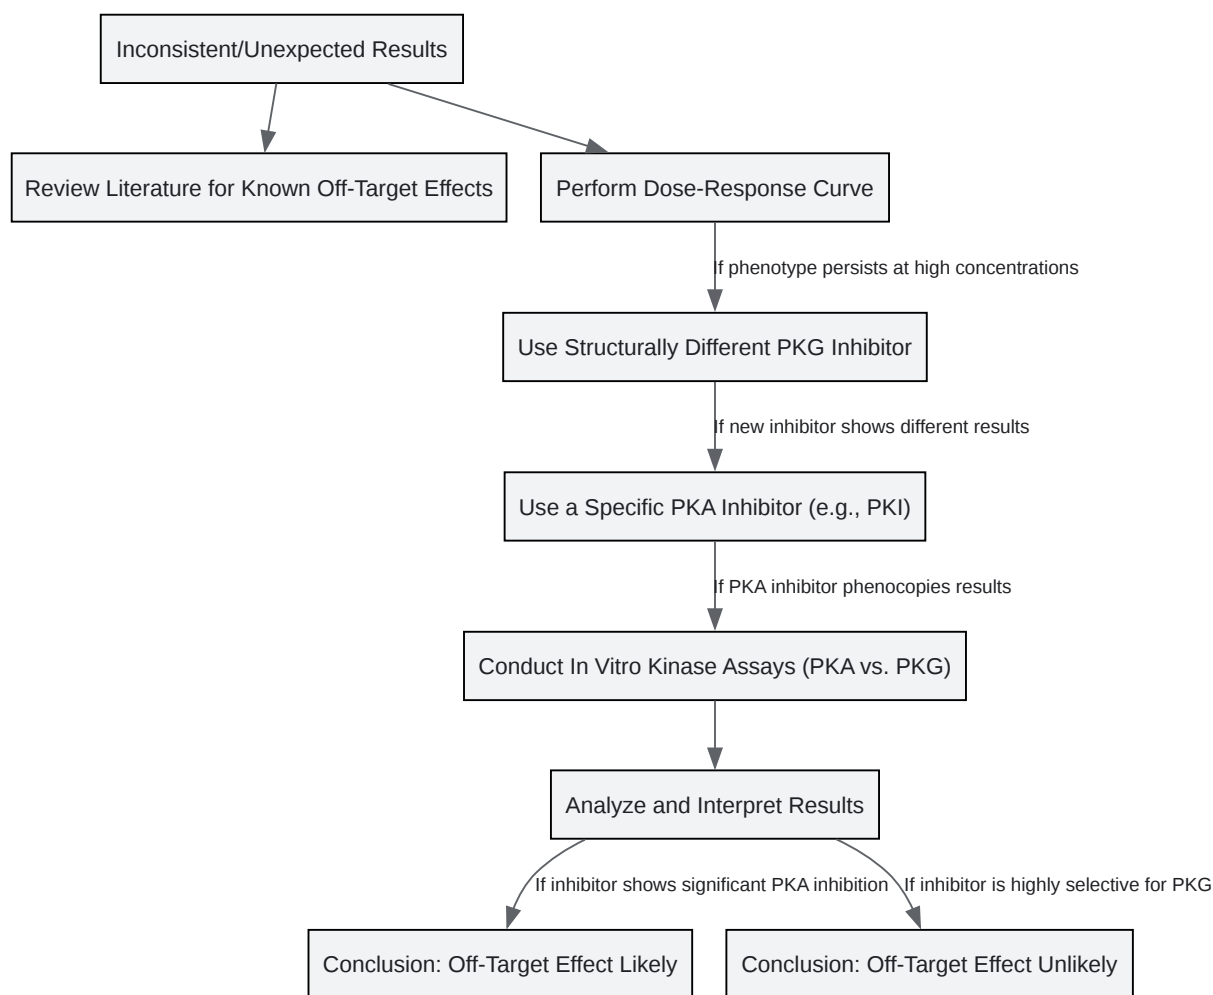 Inconsistent/Unexpected Results
Review Literature for Known Off-Target Effects
Perform Dose-Response Curve
If phenotype persists at high concentrations
Use Structurally Different PKG Inhibitor
If new inhibitor shows different results
Use a Specific PKA Inhibitor (e.g., PKI)
If PKA inhibitor phenocopies results
Conduct In Vitro Kinase Assays (PKA vs. PKG)
Analyze and Interpret Results
If inhibitor shows significant PKA inhibition
If inhibitor is highly selective for PKG
Conclusion: Off-Target Effect Likely
Conclusion: Off-Target Effect Unlikely